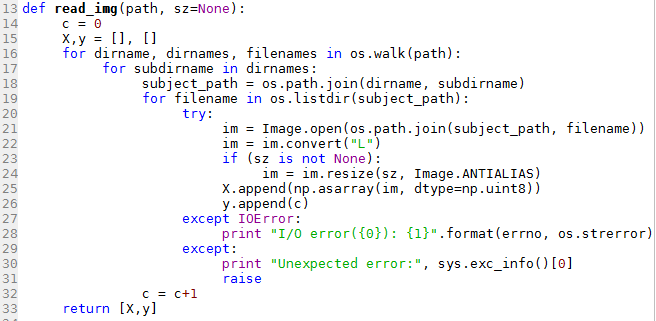 13 def read_img(path, sz=None):
14     c = 0
15     X,y = [], []
16     for dirname, dirnames, filenames in os.walk(path):
17         for subdirname in dirnames:
18             subject_path = os.path.join(dirname, subdirname)
19             for filename in os.listdir(subject_path):
20                 try:
21                     im = Image.open(os.path.join(subject_path, filename))
22                     im = im.convert("L")
23                     if (sz is not None):
24                         im = im.resize(sz, Image.ANTIALIAS)
25                     X.append(np.asarray(im, dtype=np.uint8))
26                     y.append(c)
27                 except IOError:
28                     print "I/O error({0}): {1}".format(errno, os.strerror)
29                 except:
30                     print "Unexpected error:", sys.exc_info()[0]
31                     raise
32             c = c+1
33     return [X,y]